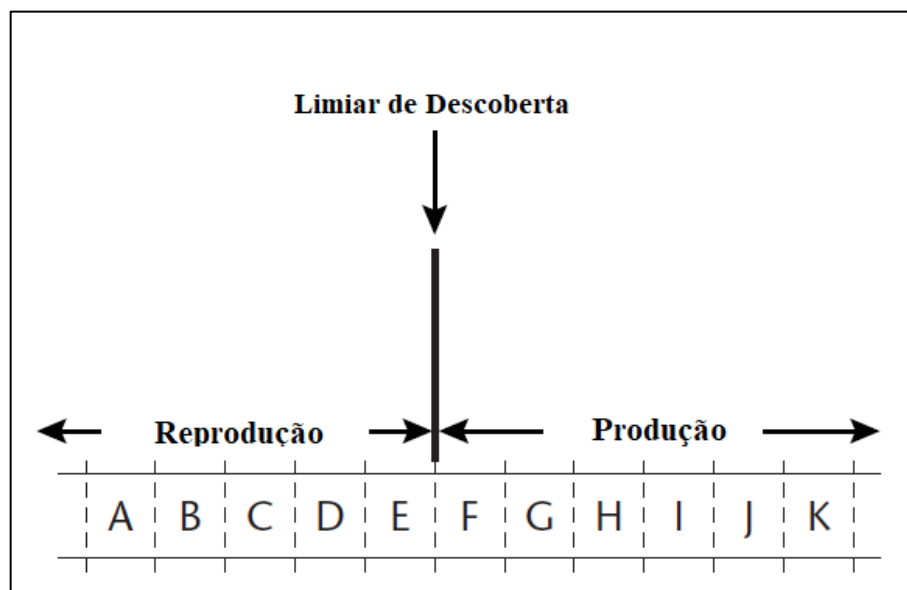 Limiar de Descoberta
Reprodução Produção
A B C D E F G H I J K